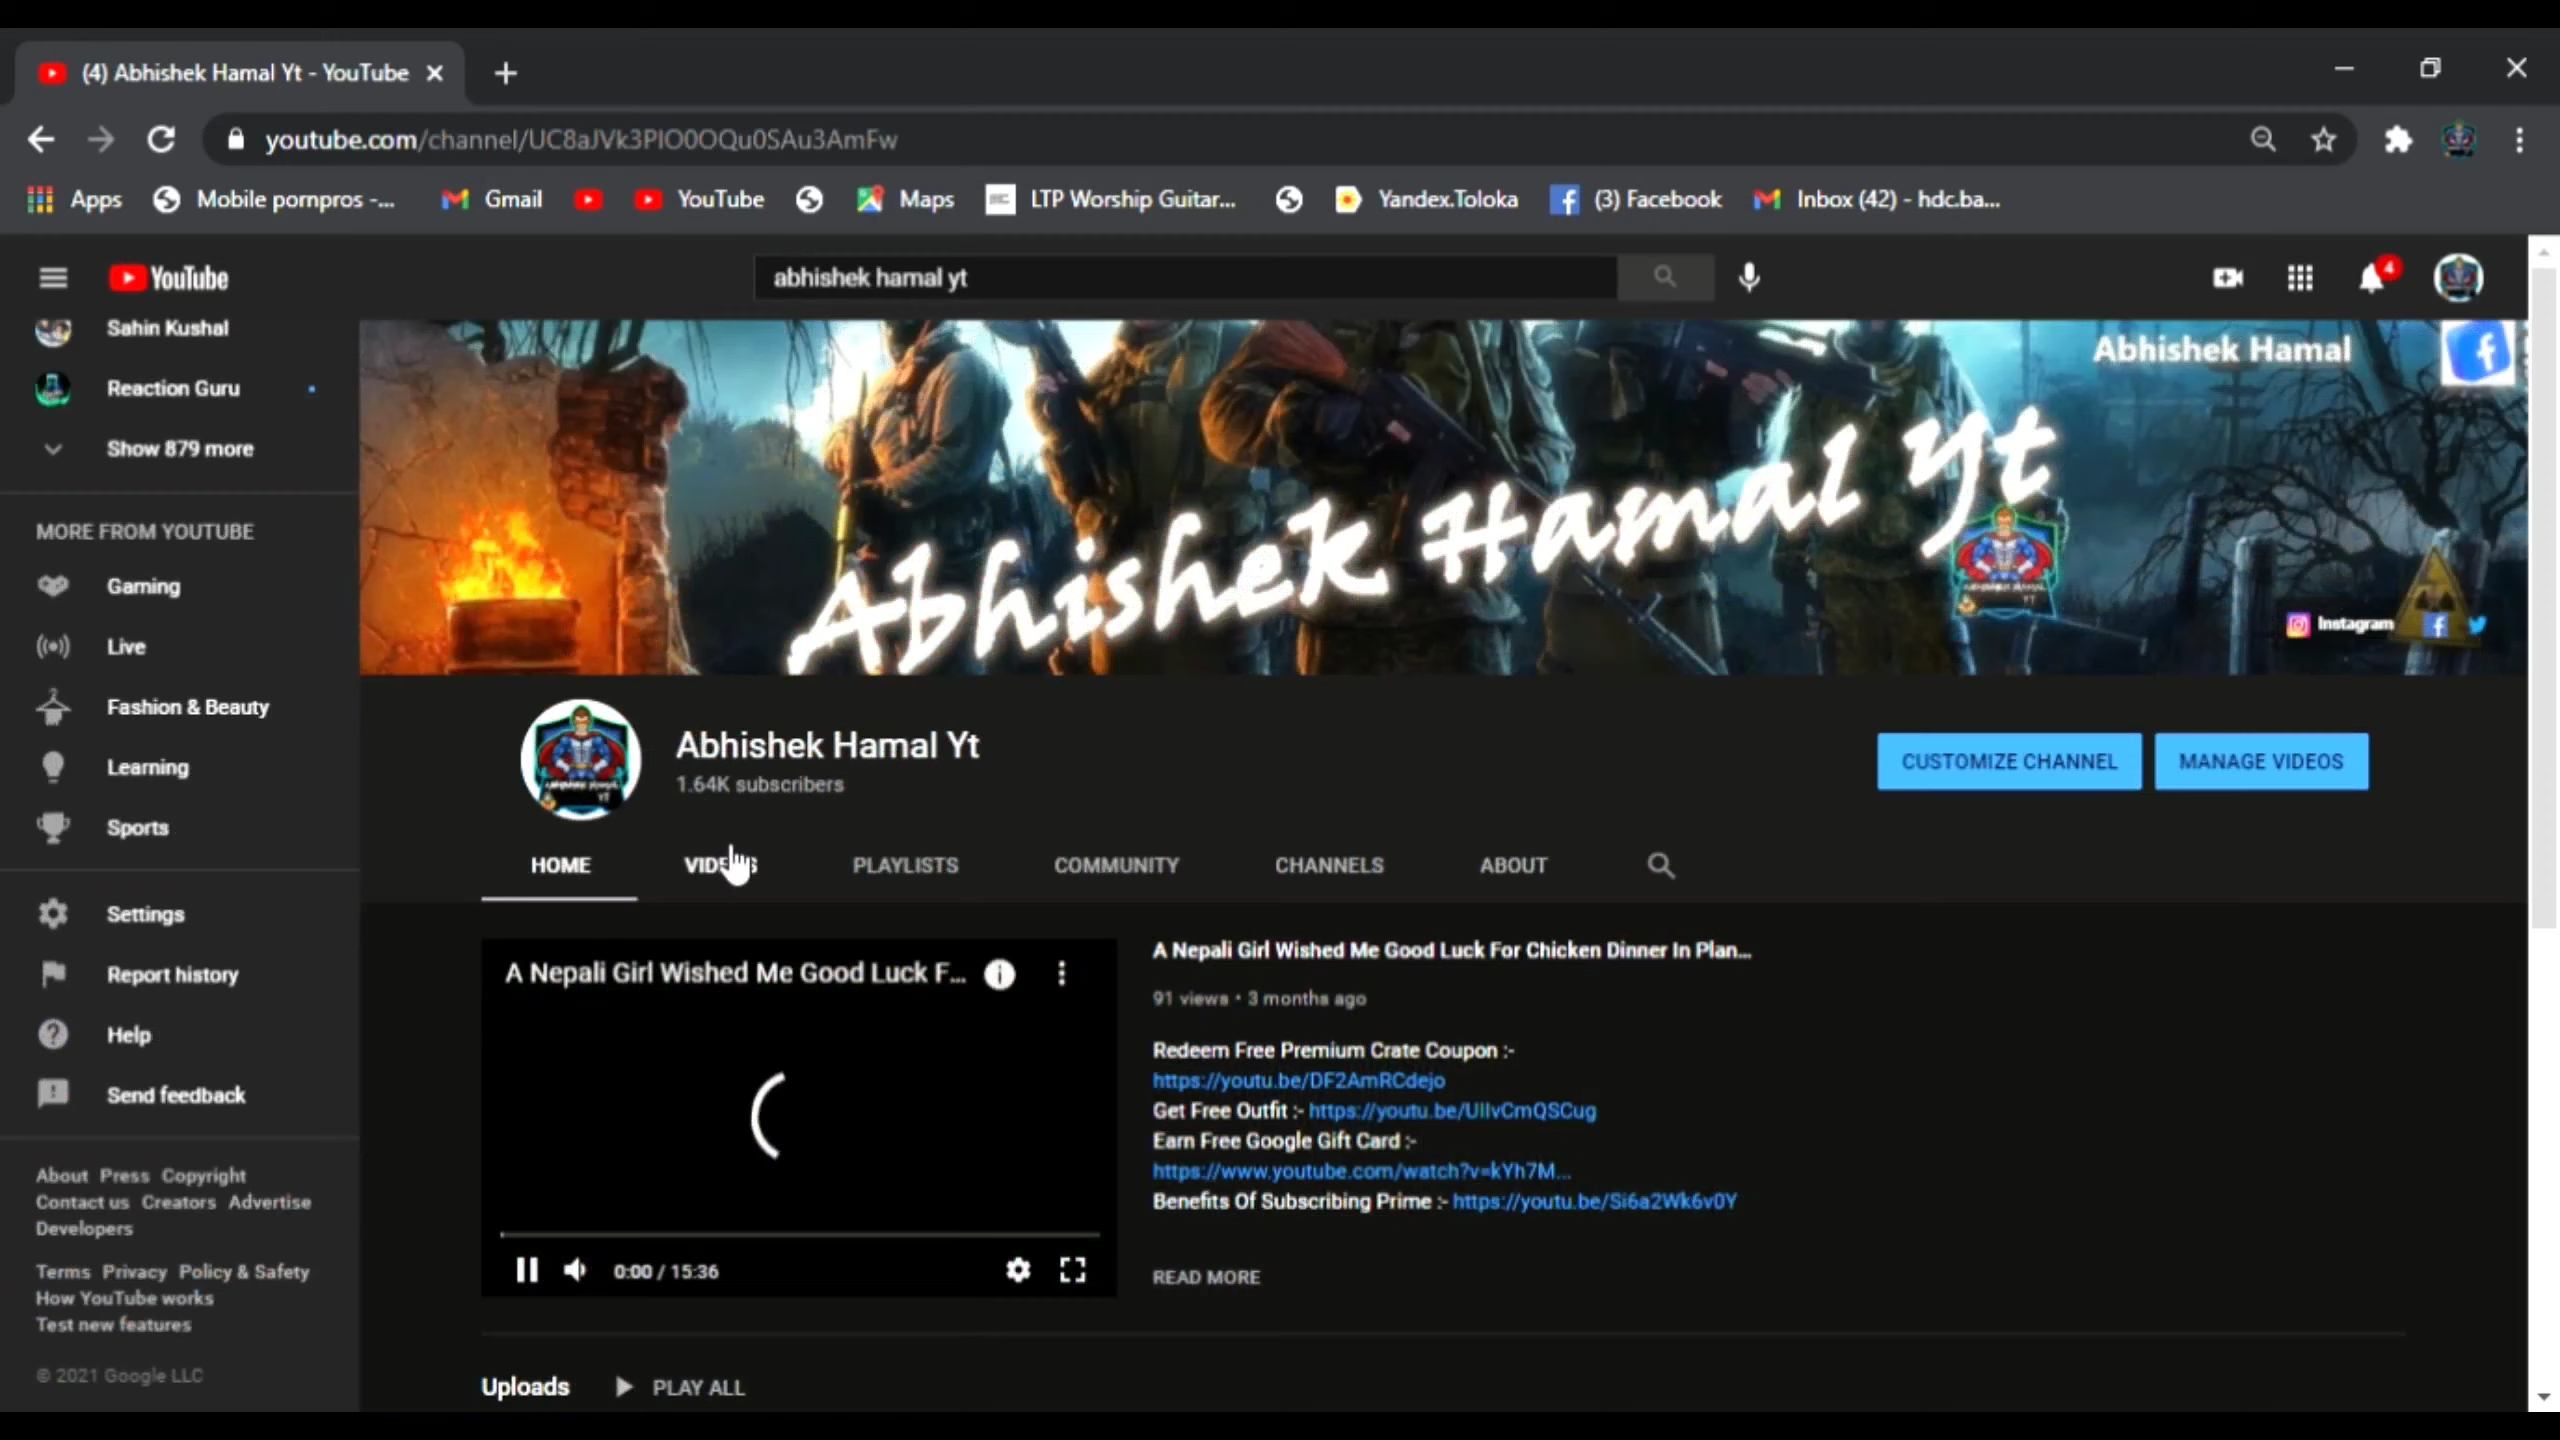 (4) Abhishek Hamal Yt - YouTube
youtube.com/channel/UC8aJVk3PIO0OQu0SAu3AmFw
Apps Mobile pornpros -... Gmail YouTube Maps LTP Worship Guitar... Yandex.Toloka (3) Facebook Inbox (42) - hdc.ba...
YouTube
abhishek hamal yt
4
Sahin Kushal
Reaction Guru
Show 879 more
MORE FROM YOUTUBE
Gaming
Live
Fashion & Beauty
Learning
Sports
Settings
Report history
Help
Send feedback
About Press Copyright
Contact us Creators Advertise
Developers
Terms Privacy Policy & Safety
How YouTube works
Test new features
© 2021 Google LLC
Abhishek Hamal
Abhishek Hamal Yt
Instagram
Abhishek Hamal Yt
1.64K subscribers
CUSTOMIZE CHANNEL MANAGE VIDEOS
HOME VIDEOS PLAYLISTS COMMUNITY CHANNELS ABOUT
A Nepali Girl Wished Me Good Luck F...
0:00 / 15:36
A Nepali Girl Wished Me Good Luck For Chicken Dinner In Plan...
91 views • 3 months ago
Redeem Free Premium Crate Coupon :-
https://youtu.be/DF2AmRCdejo
Get Free Outfit :- https://youtu.be/UIIvCmQSCug
Earn Free Google Gift Card :-
https://www.youtube.com/watch?v=kYh7M...
Benefits Of Subscribing Prime :- https://youtu.be/Si6a2Wk6v0Y
READ MORE
Uploads PLAY ALL